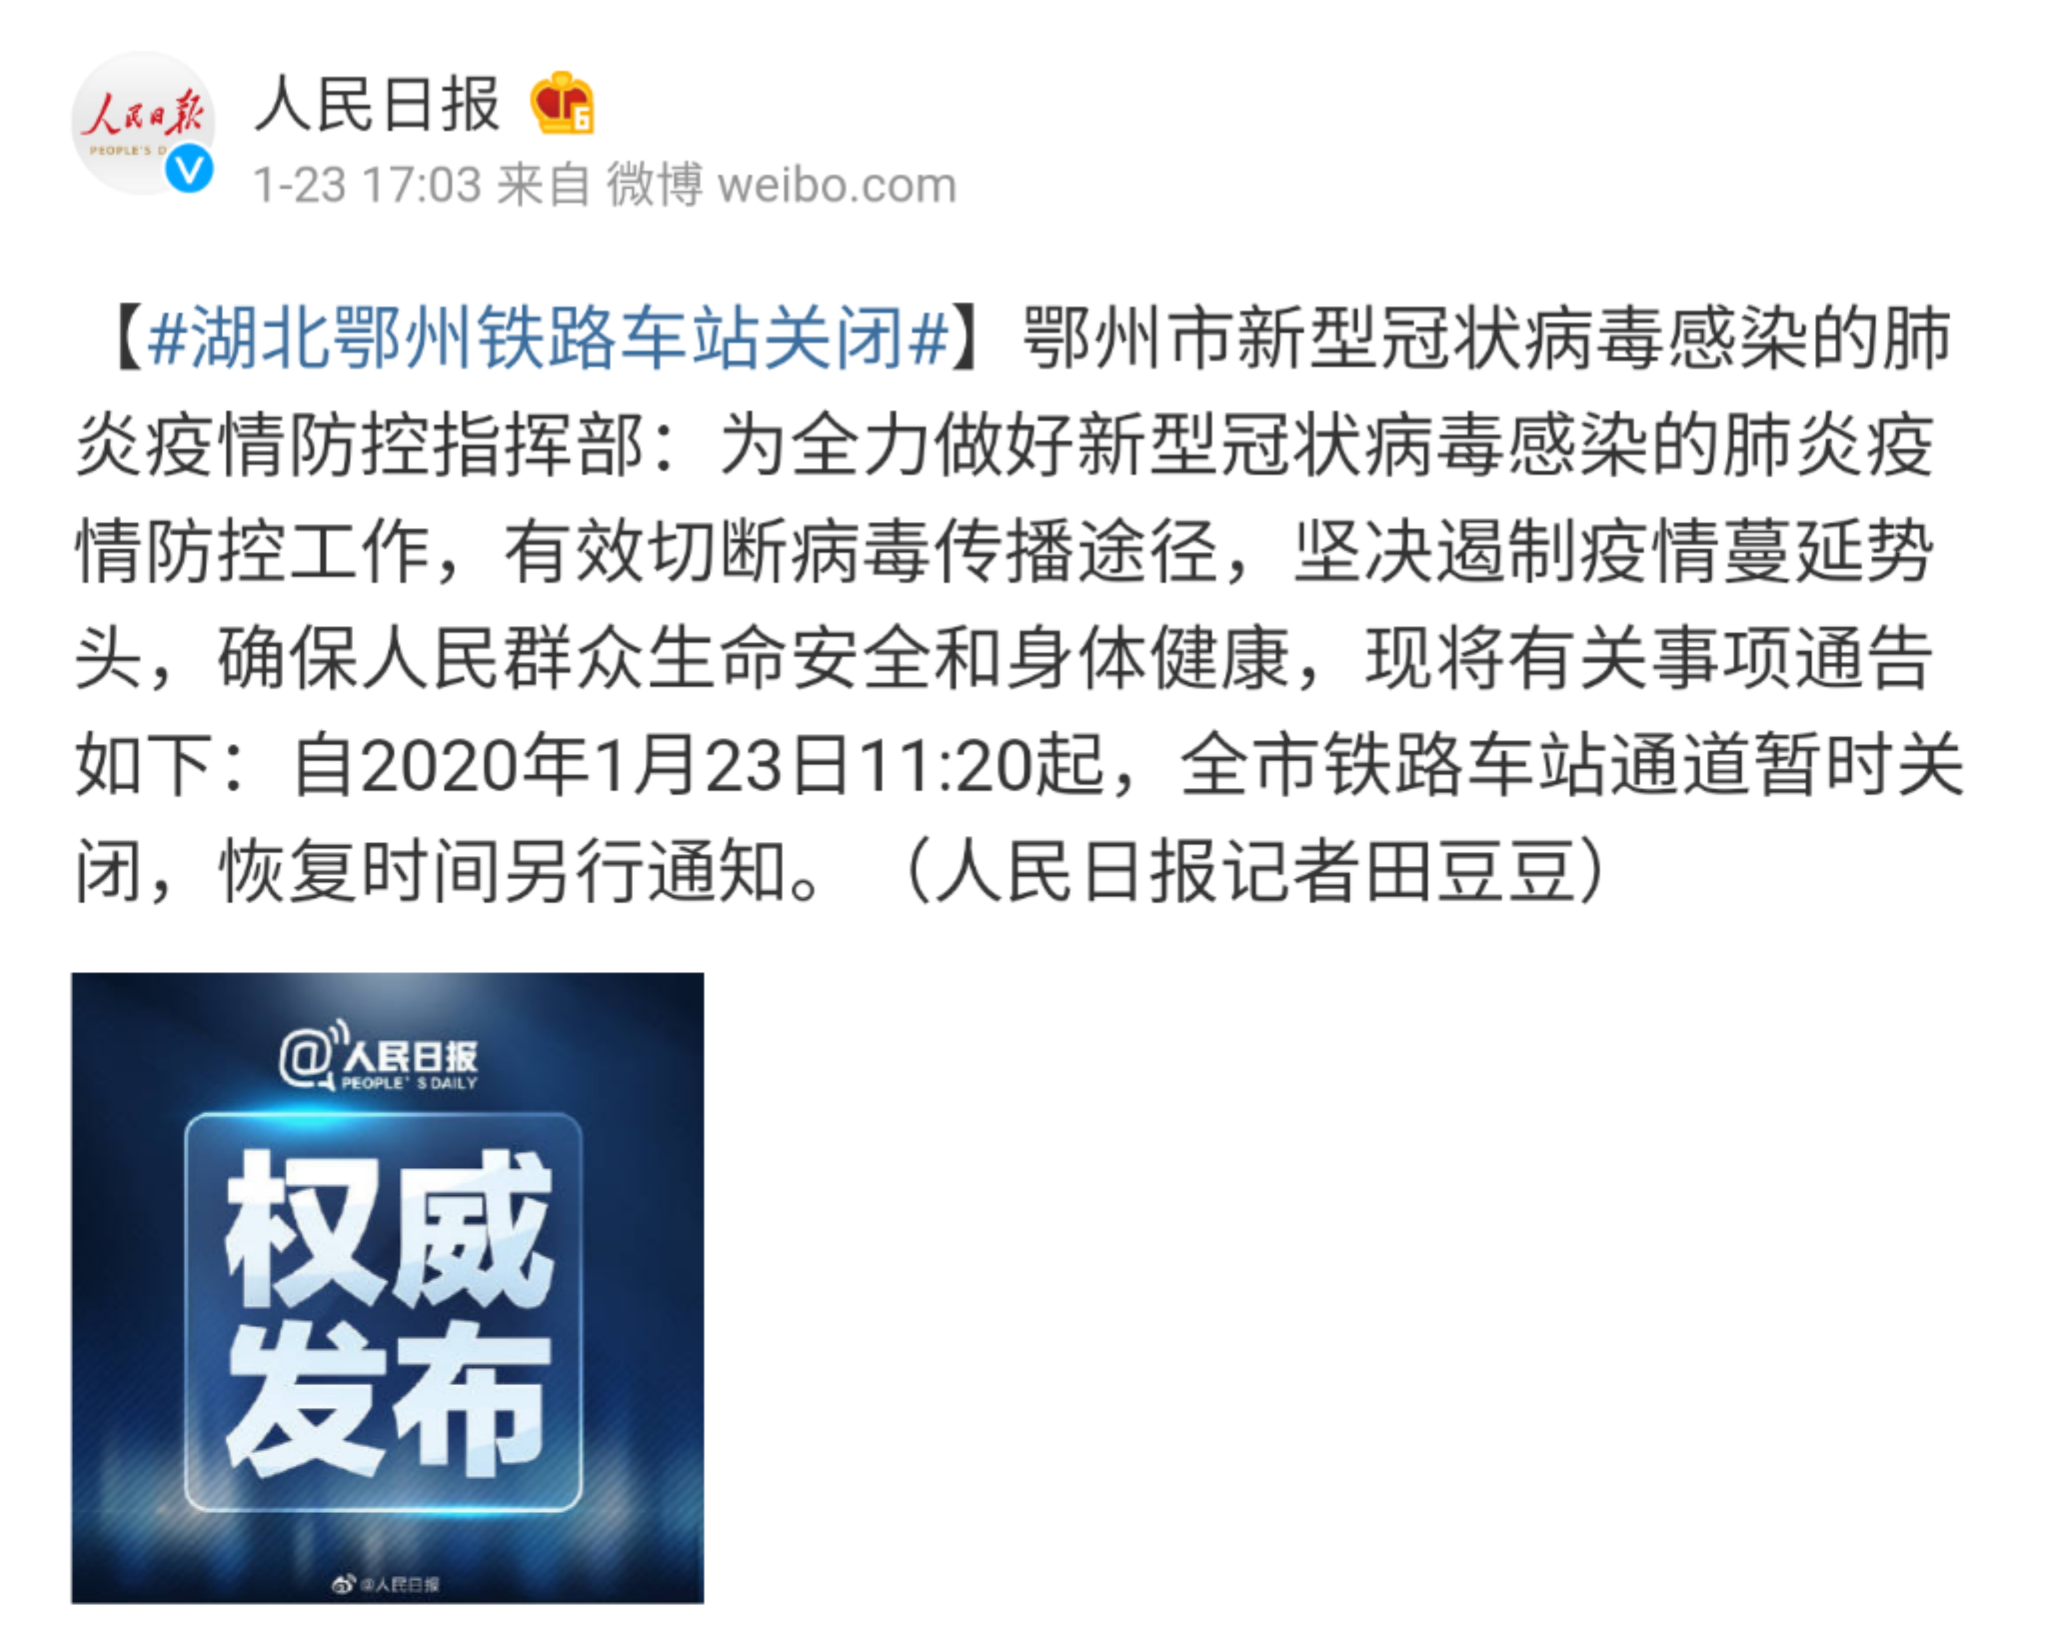 人民日报
PEOPLE'S D
人民日报
6
1-23 17:03 来自 微博 weibo.com
【#湖北鄂州铁路车站关闭#】鄂州市新型冠状病毒感染的肺
炎疫情防控指挥部：为全力做好新型冠状病毒感染的肺炎疫
情防控工作，有效切断病毒传播途径，坚决遏制疫情蔓延势
头，确保人民群众生命安全和身体健康，现将有关事项通告
如下：自2020年1月23日11:20起，全市铁路车站通道暂时关
闭，恢复时间另行通知。（人民日报记者田豆豆）
@人民日报
PEOPLE'S DAILY
权威
发布
@人民日报